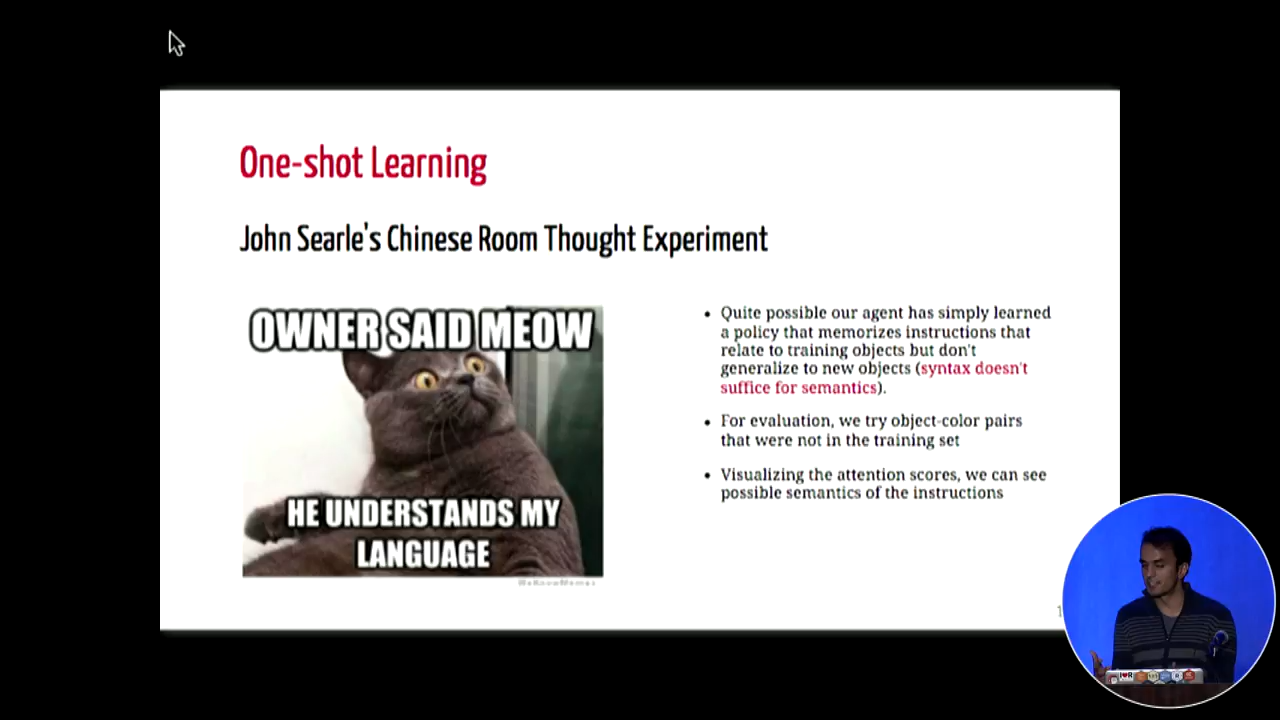 One-shot Learning
John Searle's Chinese Room Thought Experiment
OWNER SAID MEOW
HE UNDERSTANDS MY
LANGUAGE
WeKnowMemes
• Quite possible our agent has simply learned
a policy that memorizes instructions that
relate to training objects but don't
generalize to new objects (syntax doesn't
suffice for semantics).
• For evaluation, we try object-color pairs
that were not in the training set
• Visualizing the attention scores, we can see
possible semantics of the instructions